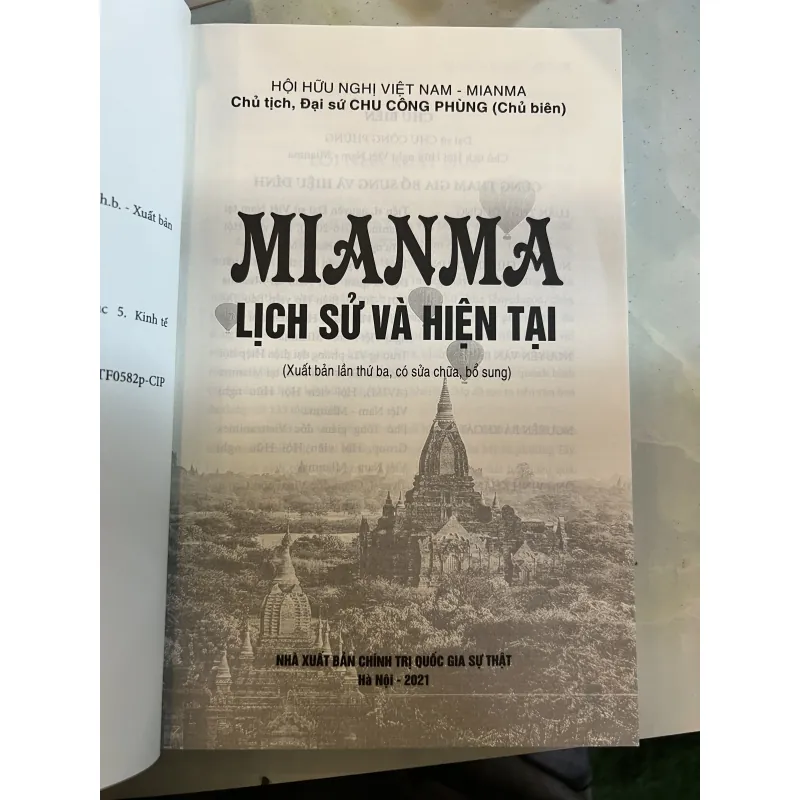 h.b. - Xuất bản
5. Kinh tế
TF0582p-CIP
HỘI HỮU NGHỊ VIỆT NAM - MIANMA
Chủ tịch, Đại sứ CHU CÔNG PHÙNG (Chủ biên)
MIANMA
LỊCH SỬ VÀ HIỆN TẠI
(Xuất bản lần thứ ba, có sửa chữa, bổ sung)
NHÀ XUẤT BẢN CHÍNH TRỊ QUỐC GIA SỰ THẬT
Hà Nội - 2021